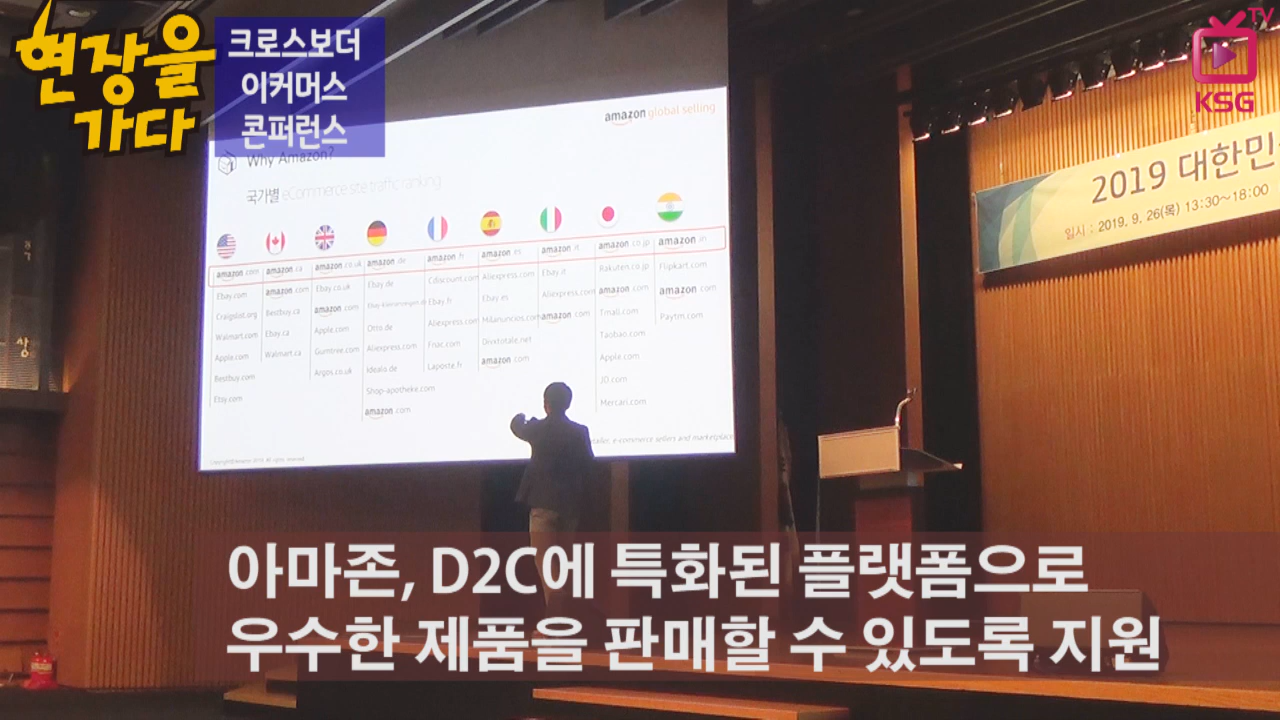 현장을
가다
크로스보더
이커머스
콘퍼런스
TV
KSG
amazon global selling
Why Amazon?
국가별 eCommerce site traffic ranking
amazon.com amazon.ca amazon.co.uk amazon.de amazon.fr amazon.es amazon.it amazon.co.jp amazon.in
Ebay.com amazon.com Ebay.co.uk Ebay.de Cdiscount.com Aliexpress.com Ebay.it Rakuten.co.jp Flipkart.com
Craigslist.org Bestbuy.ca amazon.com Ebay-kleinanzeigen.de Ebay.fr Ebay.es Aliexpress.com amazon.com amazon.com
Walmart.com Ebay.ca Apple.com Otto.de Aliexpress.com Milanuncios.com amazon.com Tmall.com Paytm.com
Apple.com Walmart.ca Gumtree.com Aliexpress.com Fnac.com Divxtotale.net Taobao.com
Bestbuy.com Argos.co.uk Idealo.de Laposte.fr amazon.com Apple.com
Etsy.com Shop-apotheke.com JD.com
amazon.com Mercari.com
e-commerce sellers and marketplace
2019 대한민
일시 : 2019. 9. 26(목) 13:30~18:00
상
아마존, D2C에 특화된 플랫폼으로
우수한 제품을 판매할 수 있도록 지원